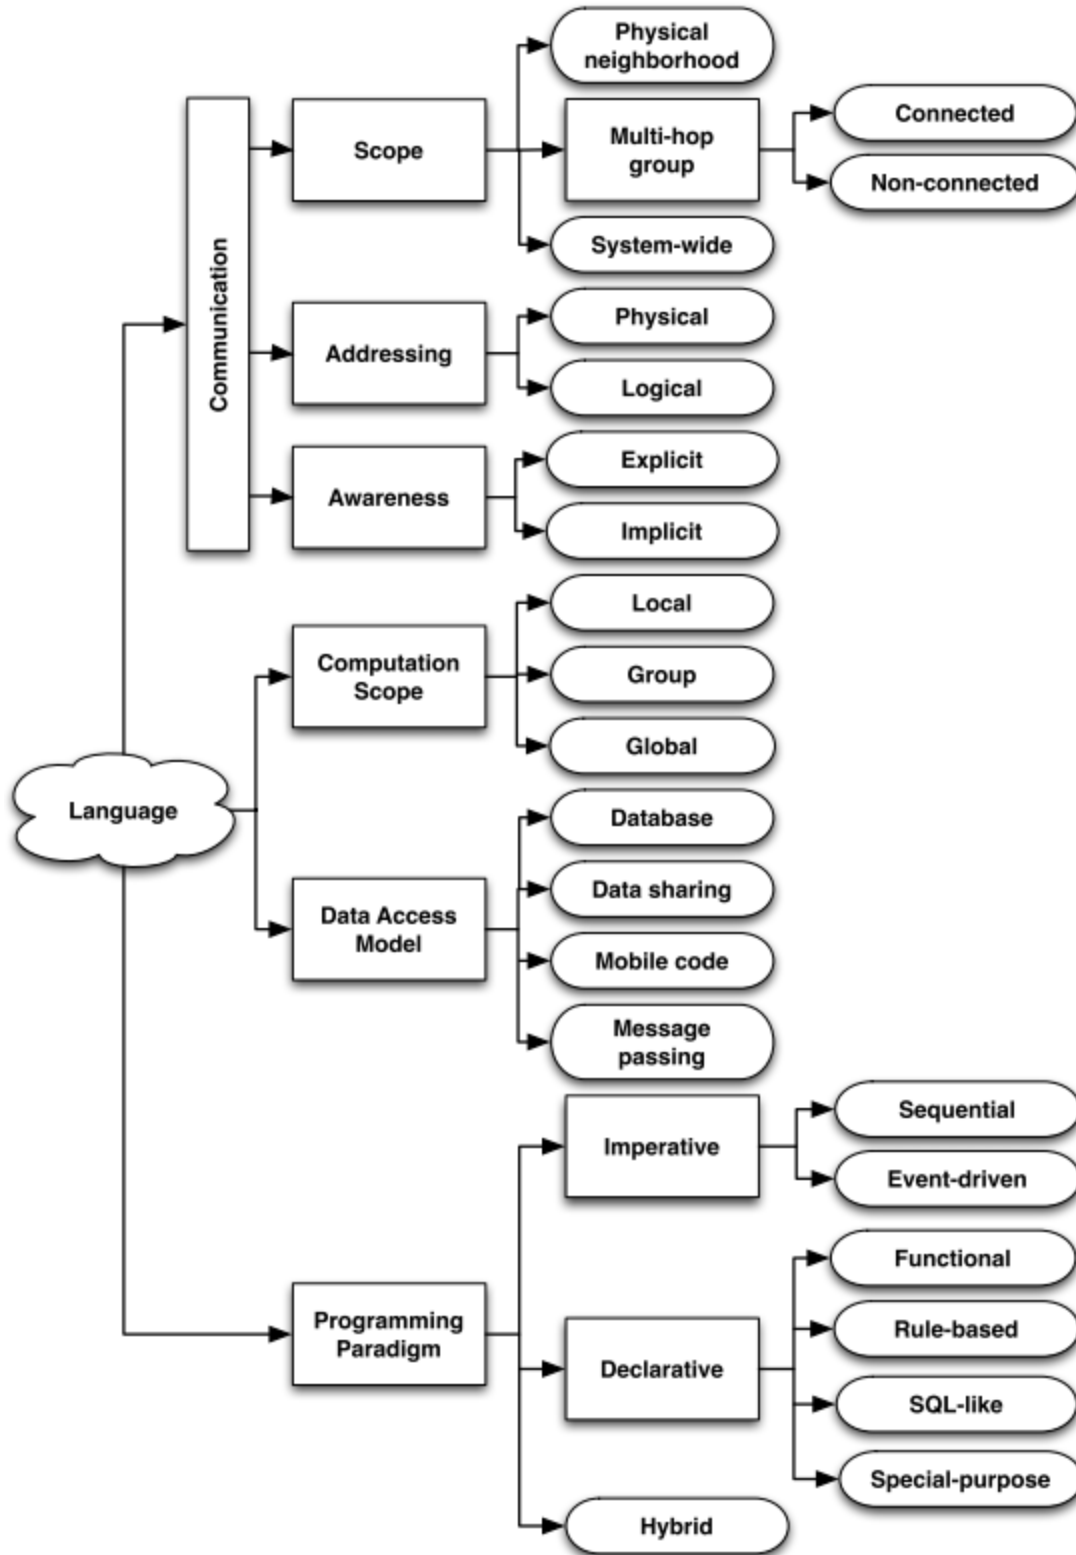 Physical
neighborhood
Scope
Multi-hop
group
Connected
Non-connected
System-wide
Communication
Physical
Addressing
Logical
Explicit
Awareness
Implicit
Local
Computation
Scope
Group
Global
Language
Database
Data sharing
Data Access
Model
Mobile code
Message
passing
Sequential
Imperative
Event-driven
Functional
Programming
Paradigm
Rule-based
Declarative
SQL-like
Special-purpose
Hybrid